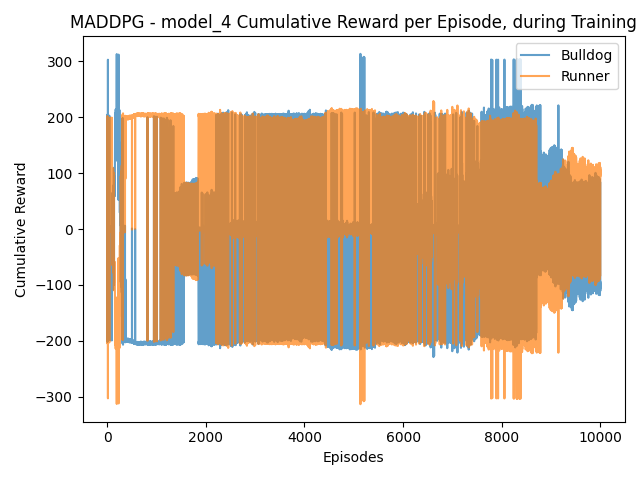 MADDPG - model_4 Cumulative Reward per Episode, during Training
Bulldog
Runner
Cumulative Reward
300
200
100
0
−100
−200
−300
0 2000 4000 6000 8000 10000
Episodes